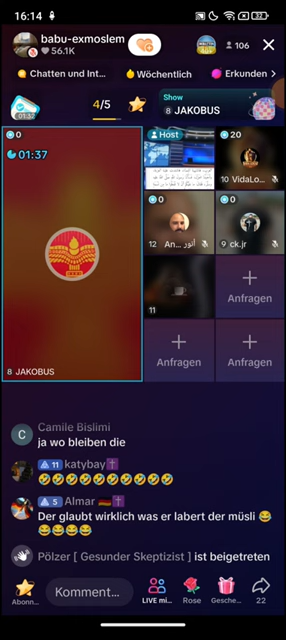 16:14
32
babu-exmoslem
56.1K
106
Chatten und Int...
Wöchentlich
Erkunden
01:32
4/5
Show
8 JAKOBUS
0
01:37
8 JAKOBUS
Host
20
10 VidaLo...
0
12 An... أنور
0
9 ck.jr
11
Anfragen
Anfragen
Anfragen
C
Camile Bislimi
ja wo bleiben die
11 katybay
5 Almar
Der glaubt wirklich was er labert der müsli
Pölzer [ Gesunder Skeptizist ] ist beigetreten
Abonn...
Komment...
LIVE mi...
Rose
Gesche...
22